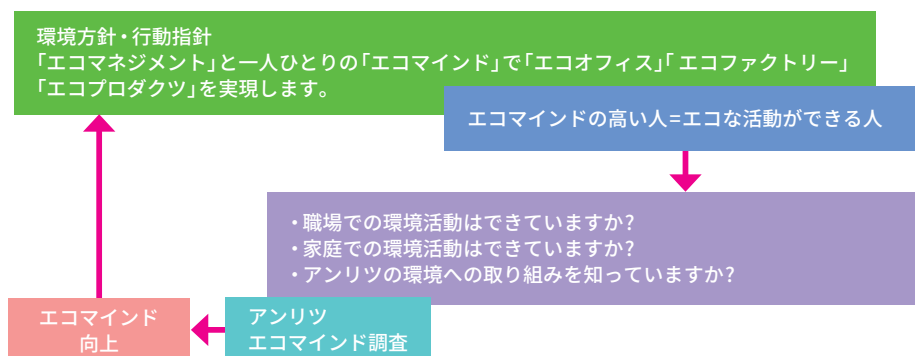 環境方針・行動指針
「エコマネジメント」と一人ひとりの「エコマインド」で「エコオフィス」「エコファクトリー」
「エコプロダクツ」を実現します。
エコマインドの高い人=エコな活動ができる人
・職場での環境活動はできていますか?
・家庭での環境活動はできていますか?
・アンリツの環境への取り組みを知っていますか?
アンリツ
エコマインド調査
エコマインド
向上